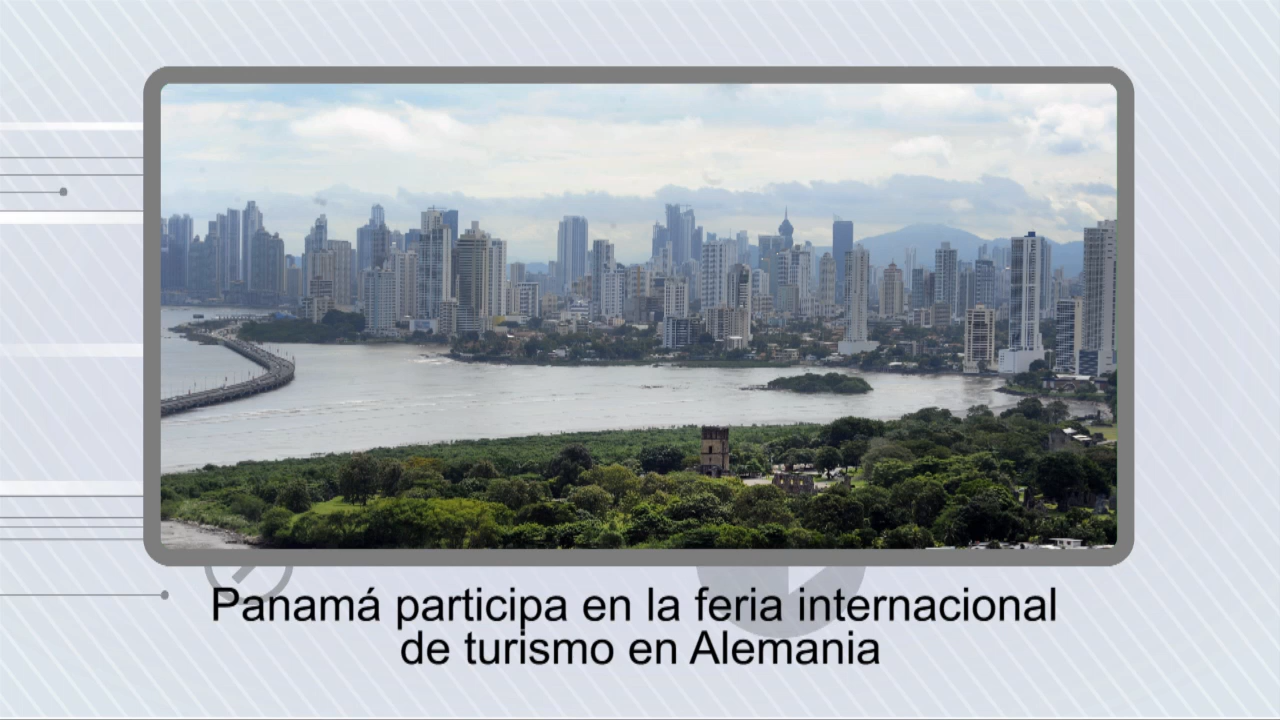 Panamá participa en la feria internacional
de turismo en Alemania